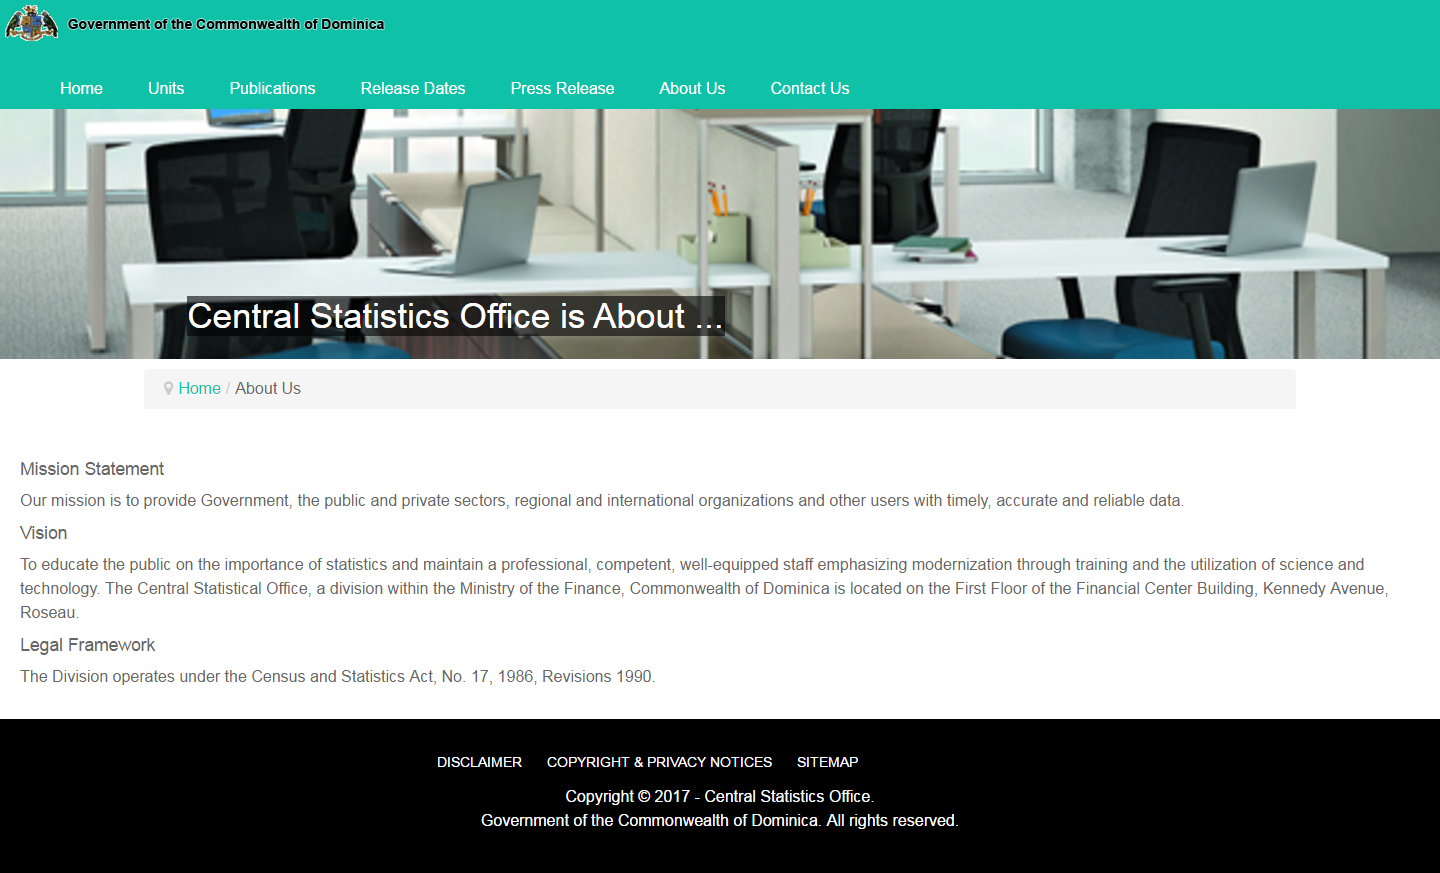 Government of the Commonwealth of Dominica
Home Units Publications Release Dates Press Release About Us Contact Us
Central Statistics Office is About ...
Home / About Us
Mission Statement
Our mission is to provide Government, the public and private sectors, regional and international organizations and other users with timely, accurate and reliable data.
Vision
To educate the public on the importance of statistics and maintain a professional, competent, well-equipped staff emphasizing modernization through training and the utilization of science and
technology. The Central Statistical Office, a division within the Ministry of the Finance, Commonwealth of Dominica is located on the First Floor of the Financial Center Building, Kennedy Avenue,
Roseau.
Legal Framework
The Division operates under the Census and Statistics Act, No. 17, 1986, Revisions 1990.
DISCLAIMER COPYRIGHT & PRIVACY NOTICES SITEMAP
Copyright © 2017 - Central Statistics Office.
Government of the Commonwealth of Dominica. All rights reserved.